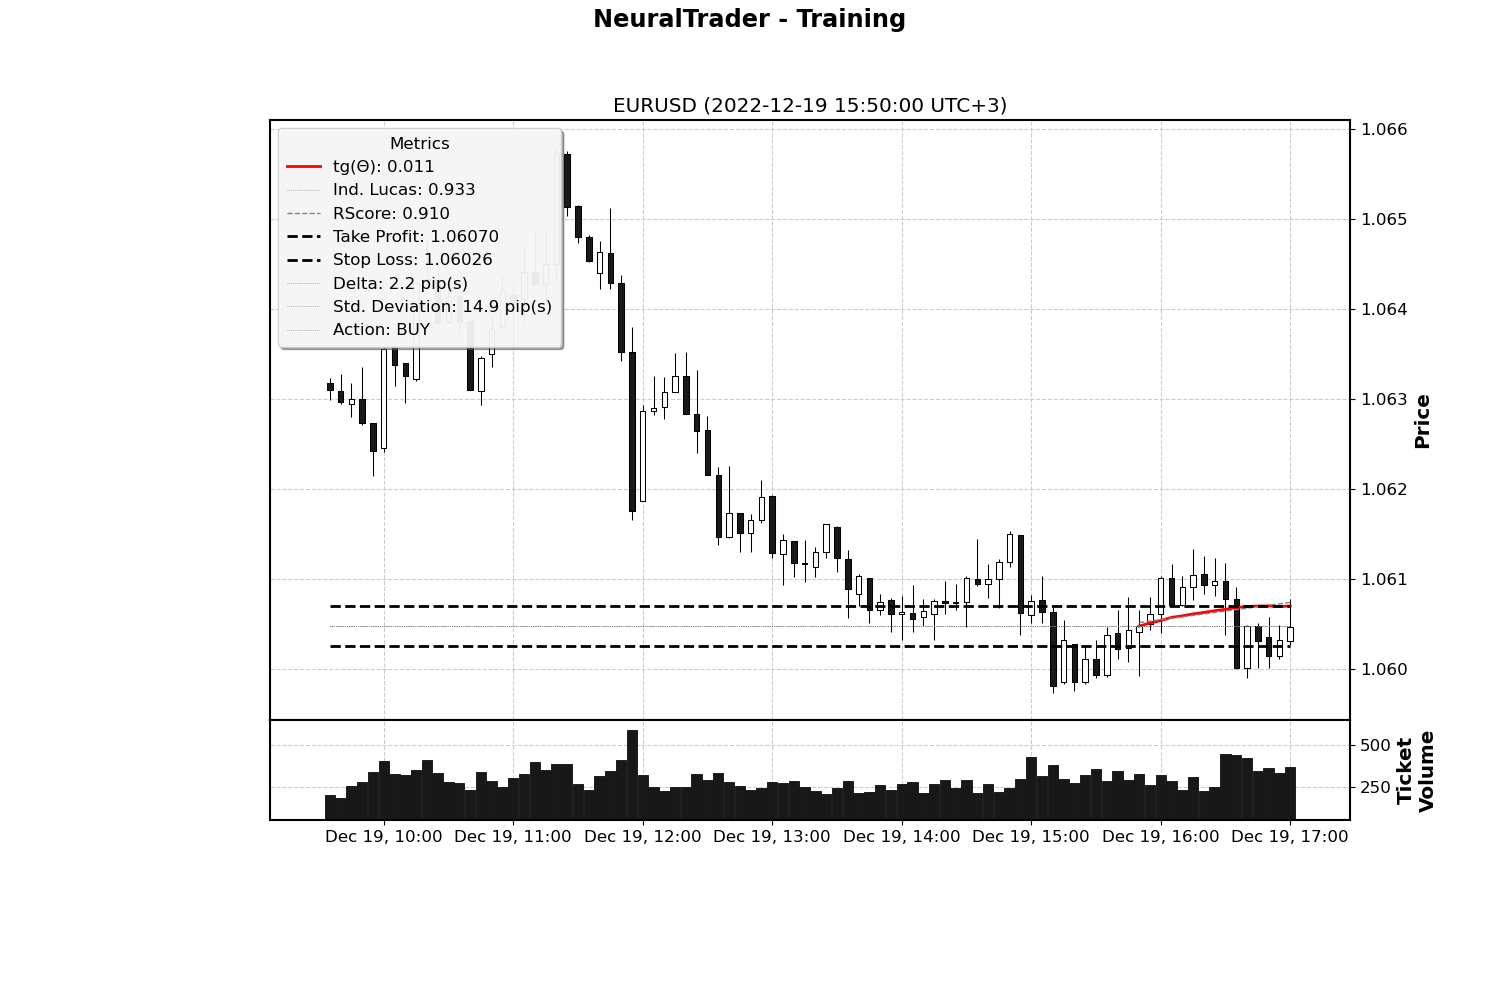 NeuralTrader - Training
EURUSD (2022-12-19 15:50:00 UTC+3)
Metrics
tg(Θ): 0.011
Ind. Lucas: 0.933
RScore: 0.910
Take Profit: 1.06070
Stop Loss: 1.06026
Delta: 2.2 pip(s)
Std. Deviation: 14.9 pip(s)
Action: BUY
1.066
1.065
1.064
1.063
1.062
1.061
1.060
Price
500
250
Ticket
Volume
Dec 19, 10:00 Dec 19, 11:00 Dec 19, 12:00 Dec 19, 13:00 Dec 19, 14:00 Dec 19, 15:00 Dec 19, 16:00 Dec 19, 17:00